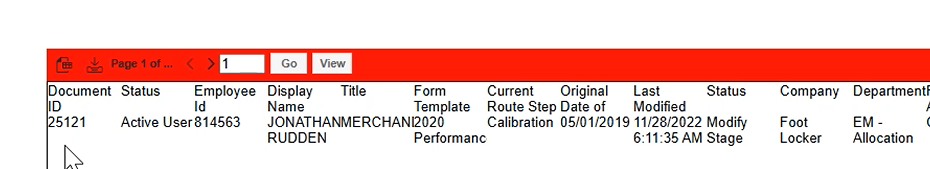 Page 1 of ... 1 Go View
Document Status Employee Display Title Form Current Original Last Status Company Department
ID Id Name Template Route Step Date of Modified
25121 Active User 814563 JONATHAN MERCHANI 2020 Calibration 05/01/2019 11/28/2022 Modify Foot EM -
RUDDEN Performanc 6:11:35 AM Stage Locker Allocation